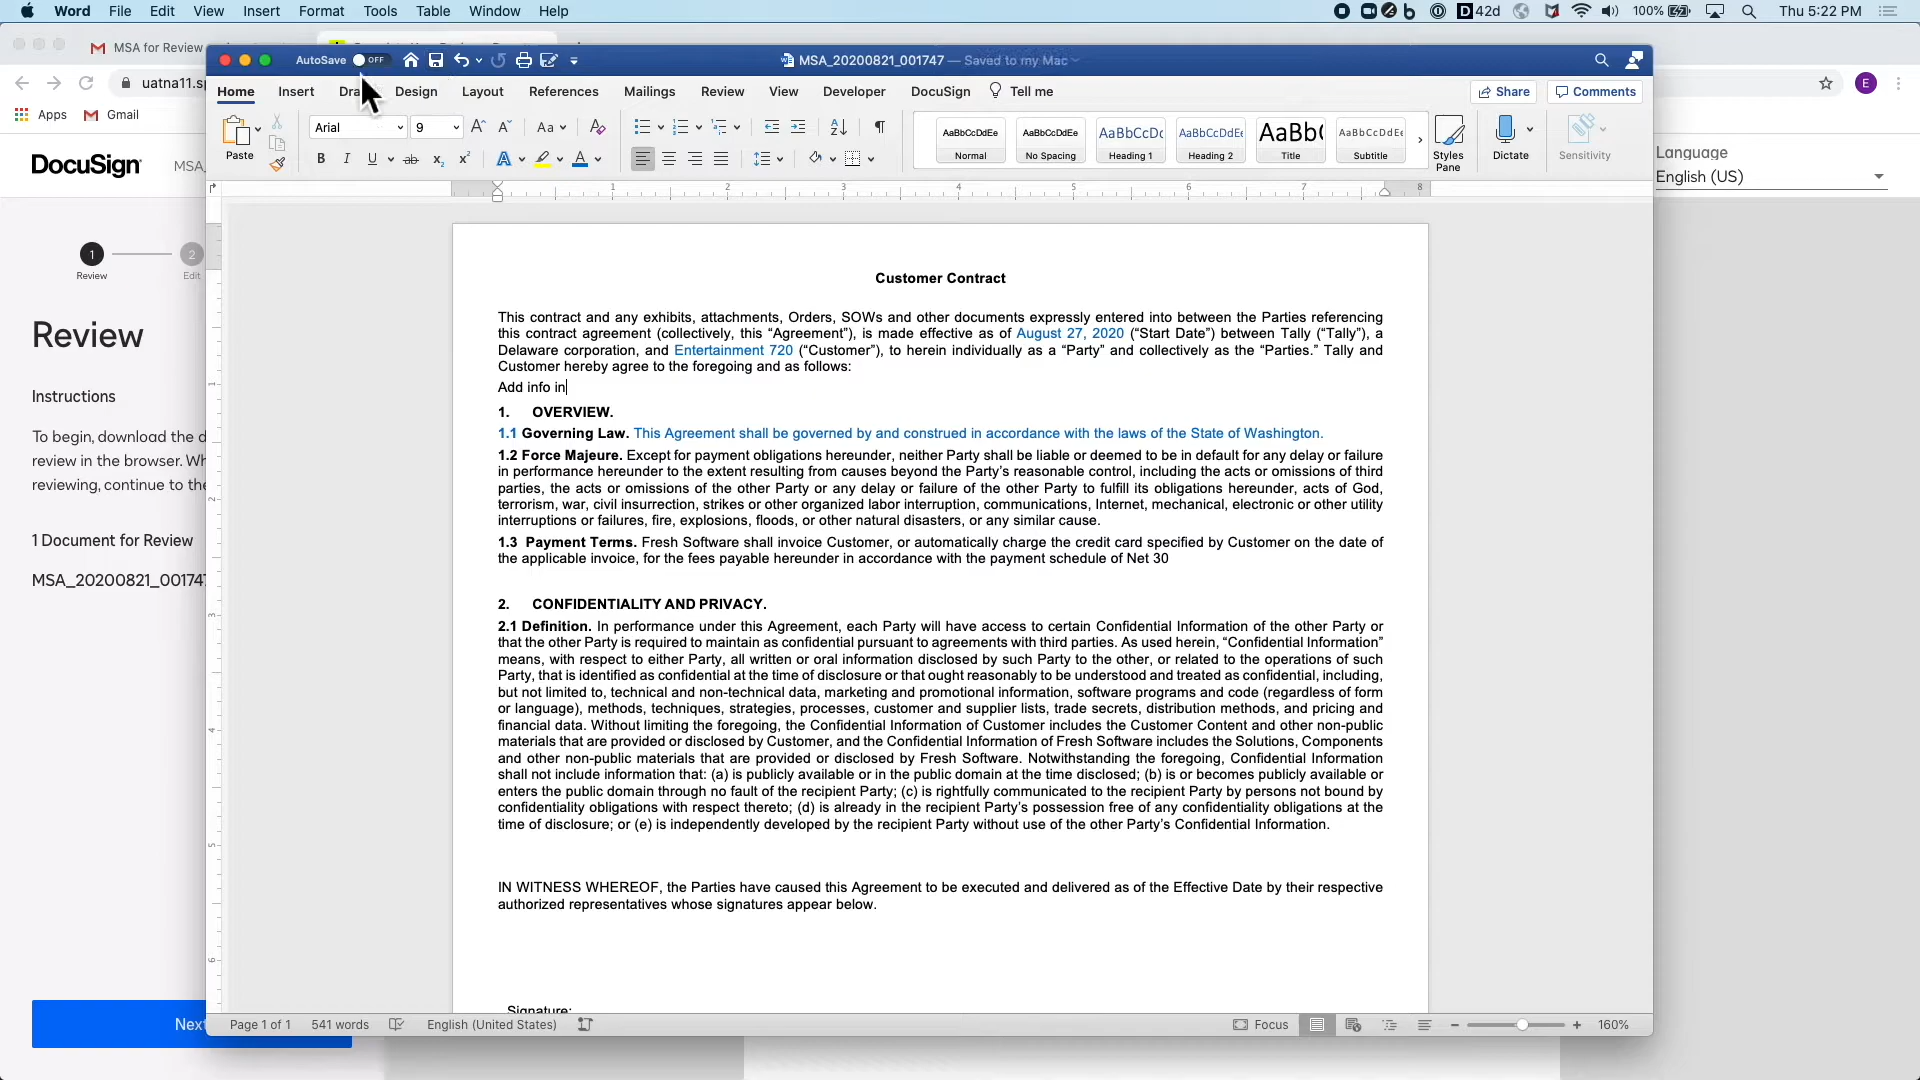 Word File Edit View Insert Format Tools Table Window Help 42d 100% Thu 5:22 PM
MSA for Review
AutoSave OFF MSA_20200821_001747 — Saved to my Mac
uatna11.sp E
Home Insert Dra Design Layout References Mailings Review View Developer DocuSign Tell me Share Comments
Apps Gmail
Paste Arial 9 Aa
AaBbCcDdEe AaBbCcDdEe AaBbCcDc AaBbCcDdEe AaBb( AaBbCcDdEe
Normal No Spacing Heading 1 Heading 2 Title Subtitle Styles Pane Dictate Sensitivity
DocuSign MSA_
Language
English (US)
1 2 3 4 5 6 7 8
1 2
Review Edit
Review
Instructions
To begin, download the d
review in the browser. Wh
reviewing, continue to the
1 Document for Review
MSA_20200821_001747
Next
Customer Contract
This contract and any exhibits, attachments, Orders, SOWs and other documents expressly entered into between the Parties referencing
this contract agreement (collectively, this “Agreement”), is made effective as of August 27, 2020 (“Start Date”) between Tally (“Tally”), a
Delaware corporation, and Entertainment 720 (“Customer”), to herein individually as a “Party” and collectively as the “Parties.” Tally and
Customer hereby agree to the foregoing and as follows:
Add info in
1. OVERVIEW.
1.1 Governing Law. This Agreement shall be governed by and construed in accordance with the laws of the State of Washington.
1.2 Force Majeure. Except for payment obligations hereunder, neither Party shall be liable or deemed to be in default for any delay or failure
in performance hereunder to the extent resulting from causes beyond the Party’s reasonable control, including the acts or omissions of third
parties, the acts or omissions of the other Party or any delay or failure of the other Party to fulfill its obligations hereunder, acts of God,
terrorism, war, civil insurrection, strikes or other organized labor interruption, communications, Internet, mechanical, electronic or other utility
interruptions or failures, fire, explosions, floods, or other natural disasters, or any similar cause.
1.3 Payment Terms. Fresh Software shall invoice Customer, or automatically charge the credit card specified by Customer on the date of
the applicable invoice, for the fees payable hereunder in accordance with the payment schedule of Net 30
2. CONFIDENTIALITY AND PRIVACY.
2.1 Definition. In performance under this Agreement, each Party will have access to certain Confidential Information of the other Party or
that the other Party is required to maintain as confidential pursuant to agreements with third parties. As used herein, “Confidential Information”
means, with respect to either Party, all written or oral information disclosed by such Party to the other, or related to the operations of such
Party, that is identified as confidential at the time of disclosure or that ought reasonably to be understood and treated as confidential, including,
but not limited to, technical and non-technical data, marketing and promotional information, software programs and code (regardless of form
or language), methods, techniques, strategies, processes, customer and supplier lists, trade secrets, distribution methods, and pricing and
financial data. Without limiting the foregoing, the Confidential Information of Customer includes the Customer Content and other non-public
materials that are provided or disclosed by Customer, and the Confidential Information of Fresh Software includes the Solutions, Components
and other non-public materials that are provided or disclosed by Fresh Software. Notwithstanding the foregoing, Confidential Information
shall not include information that: (a) is publicly available or in the public domain at the time disclosed; (b) is or becomes publicly available or
enters the public domain through no fault of the recipient Party; (c) is rightfully communicated to the recipient Party by persons not bound by
confidentiality obligations with respect thereto; (d) is already in the recipient Party’s possession free of any confidentiality obligations at the
time of disclosure; or (e) is independently developed by the recipient Party without use of the other Party’s Confidential Information.
IN WITNESS WHEREOF, the Parties have caused this Agreement to be executed and delivered as of the Effective Date by their respective
authorized representatives whose signatures appear below.
Signature:
Page 1 of 1 541 words English (United States) Focus 160%